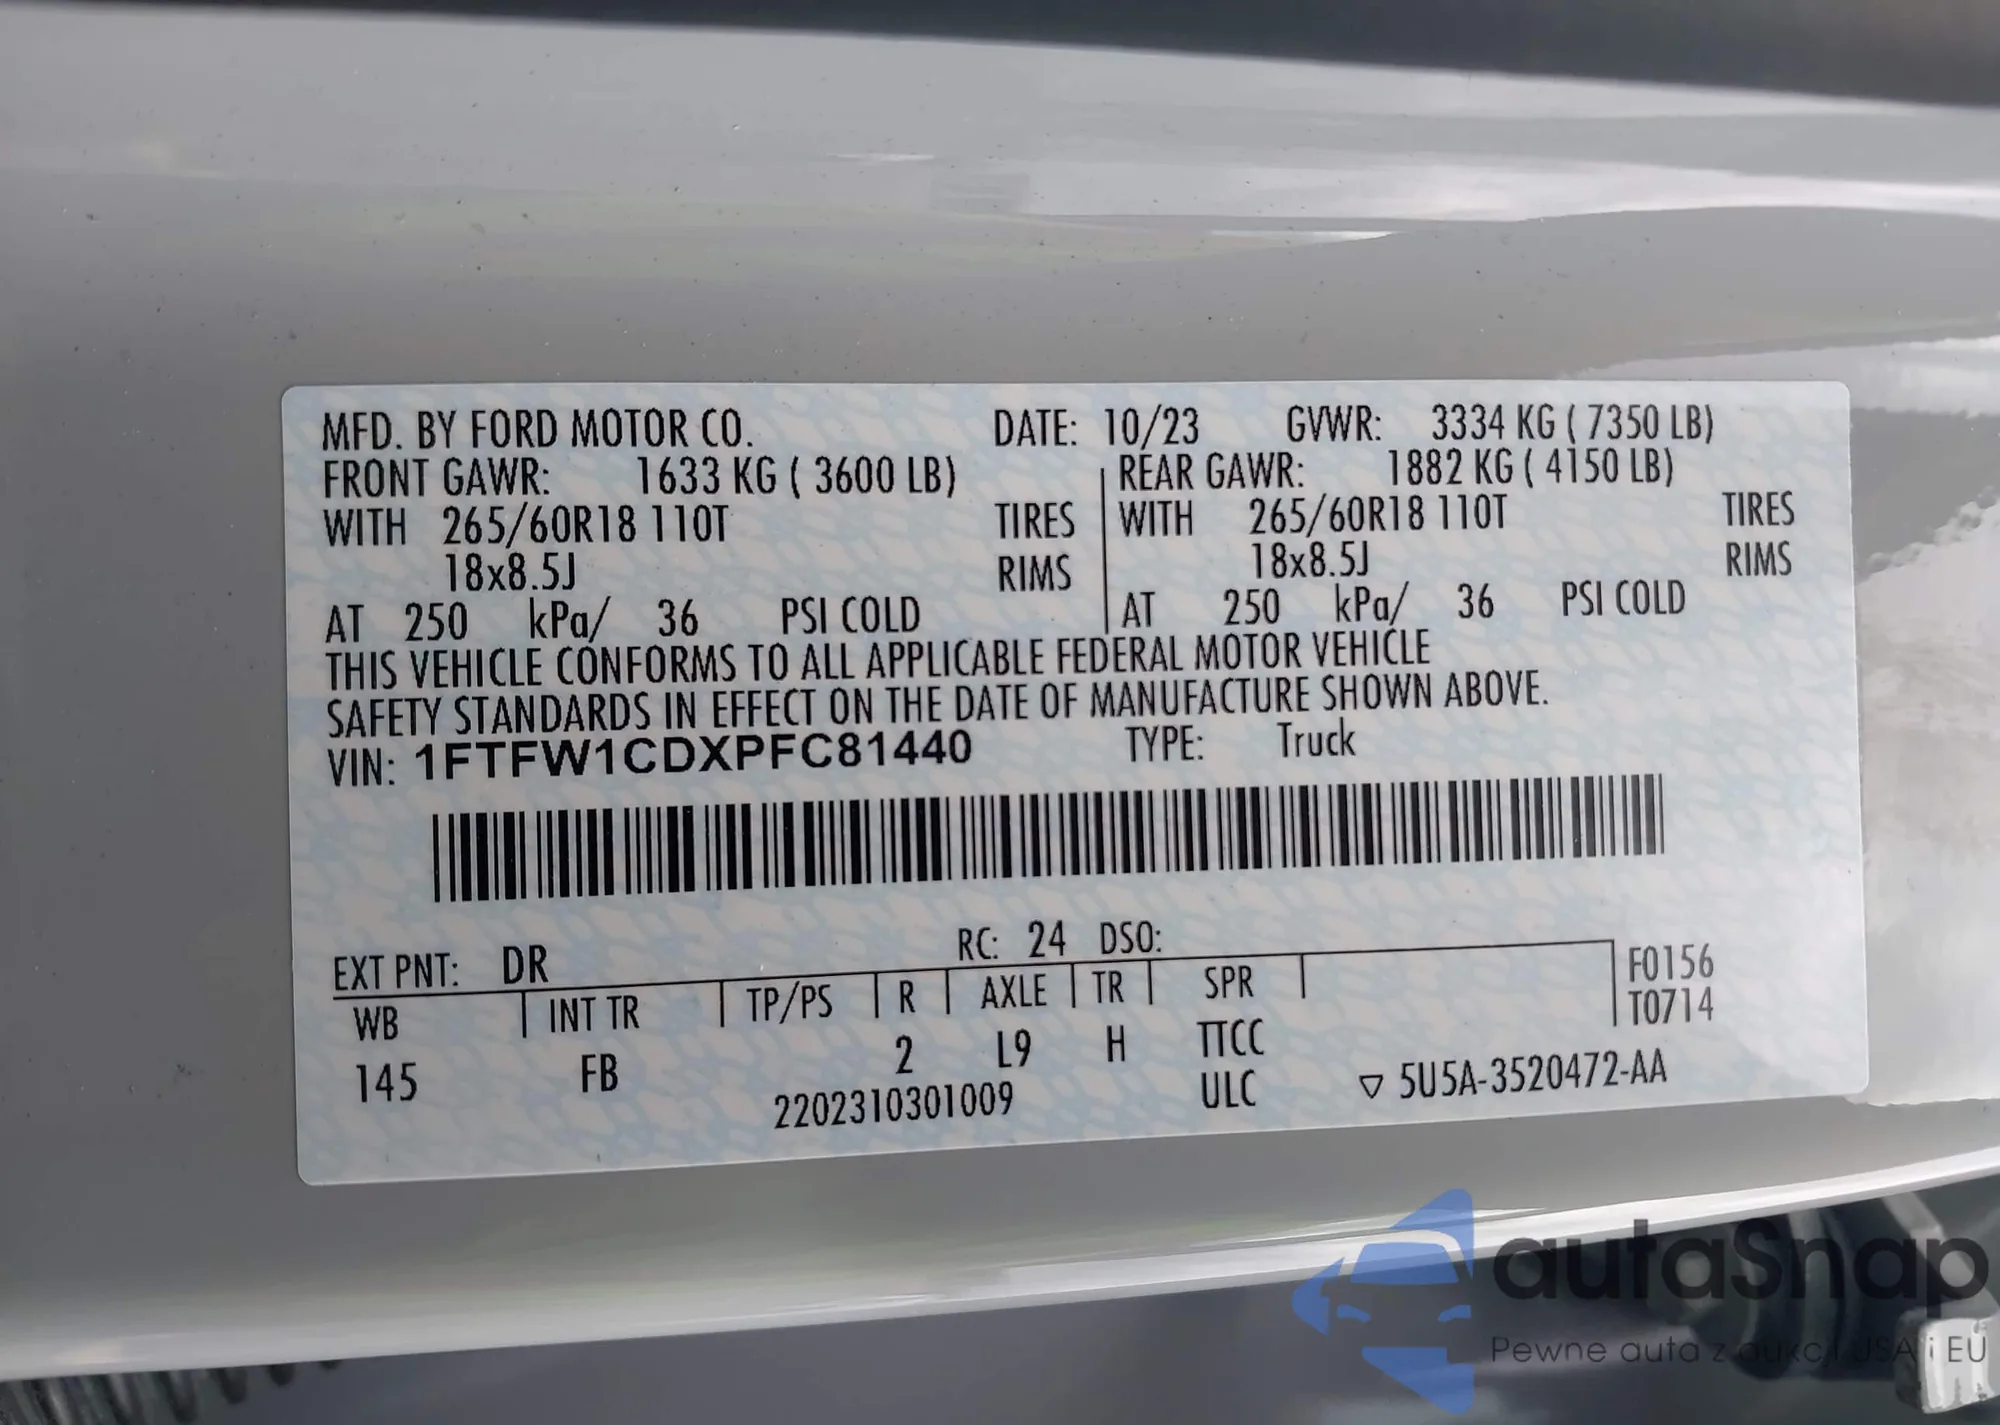 MFD. BY FORD MOTOR CO. DATE: 10/23 GVWR: 3334 KG ( 7350 LB)
FRONT GAWR: 1633 KG ( 3600 LB) REAR GAWR: 1882 KG ( 4150 LB)
WITH 265/60R18 110T TIRES WITH 265/60R18 110T TIRES
18x8.5J RIMS 18x8.5J RIMS
AT 250 kPa/ 36 PSI COLD AT 250 kPa/ 36 PSI COLD
THIS VEHICLE CONFORMS TO ALL APPLICABLE FEDERAL MOTOR VEHICLE
SAFETY STANDARDS IN EFFECT ON THE DATE OF MANUFACTURE SHOWN ABOVE.
VIN: 1FTFW1CDXPFC81440 TYPE: Truck
EXT PNT: DR RC: 24 DSO:
WB INT TR TP/PS R AXLE TR SPR F0156
T0714
145 FB 2 L9 H TTCC
2202310301009 ULC ▽ 5U5A-3520472-AA
autaSnap
Pewne auta z aukcji USA i EU